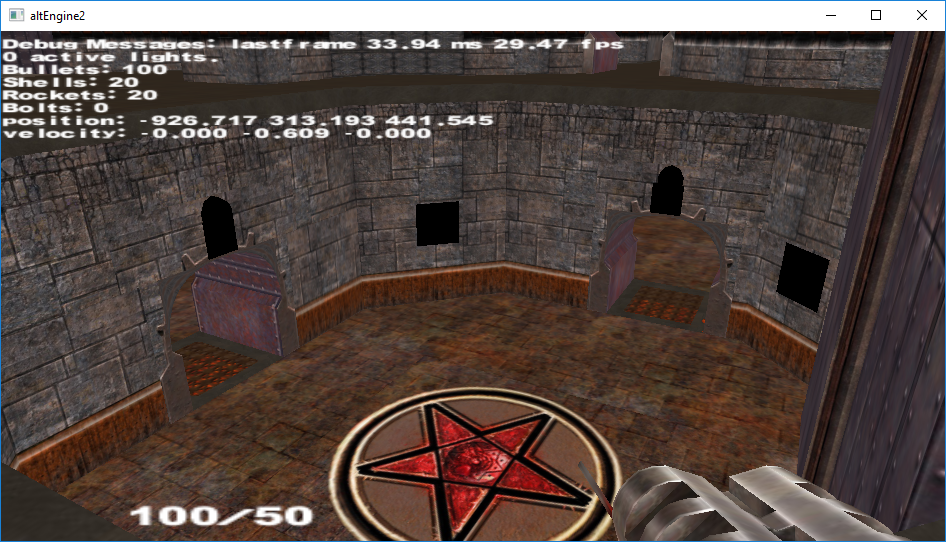 altEngine2
Debug Messages: lastframe 33.94 ms 29.47 fps
0 active lights.
Bullets: 100
Shells: 20
Rockets: 20
Bolts: 0
position: -926.717 313.193 441.545
velocity: -0.000 -0.609 -0.000
100/50